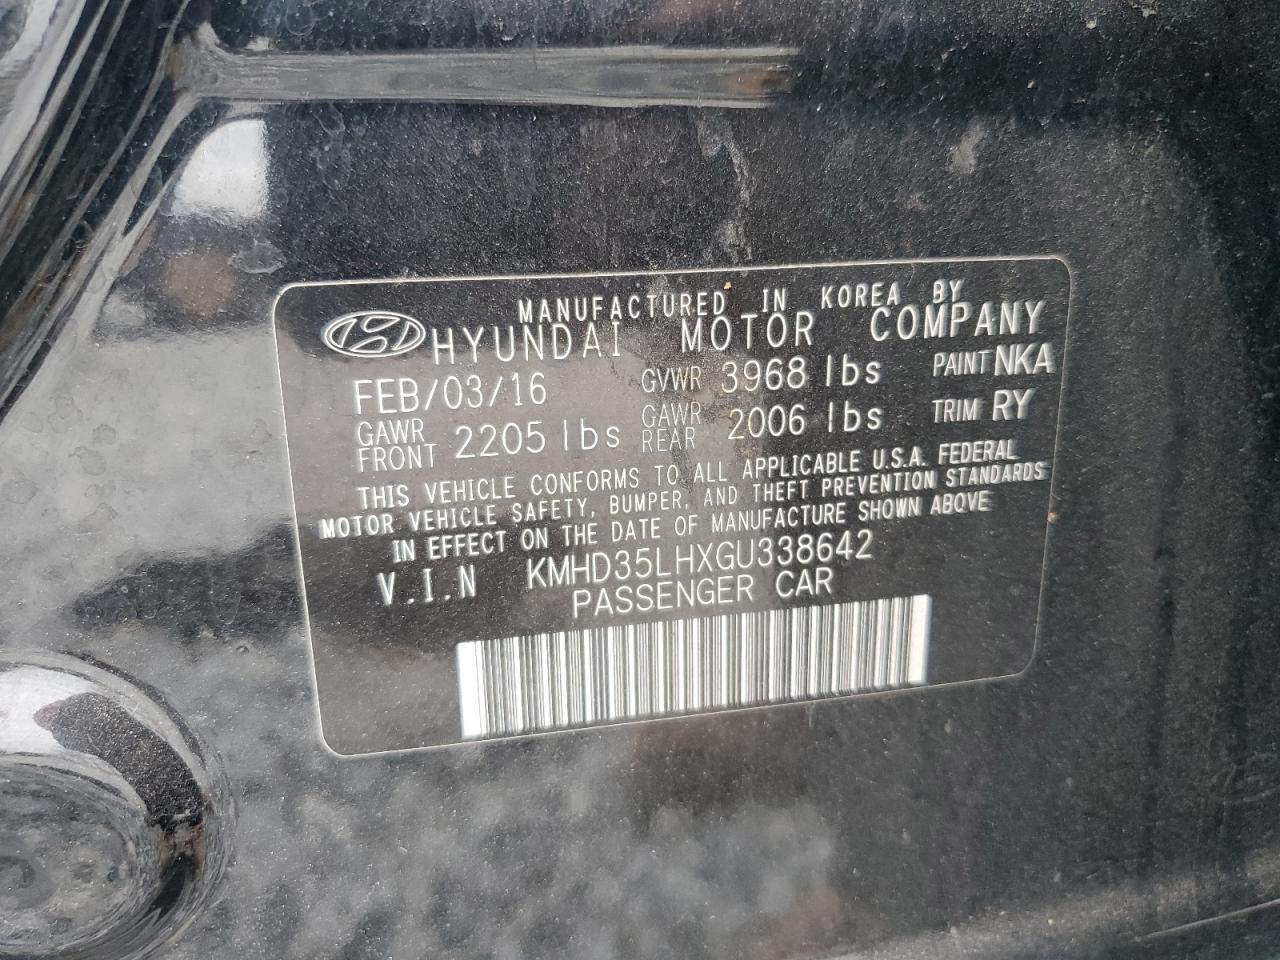 MANUFACTURED IN KOREA BY
HYUNDAI MOTOR COMPANY
FEB/03/16 GVWR 3968 lbs PAINT NKA
GAWR FRONT 2205 lbs GAWR REAR 2006 lbs TRIM RY
THIS VEHICLE CONFORMS TO ALL APPLICABLE U.S.A. FEDERAL
MOTOR VEHICLE SAFETY, BUMPER, AND THEFT PREVENTION STANDARDS
IN EFFECT ON THE DATE OF MANUFACTURE SHOWN ABOVE
V.I.N KMHD35LHXGU338642
PASSENGER CAR